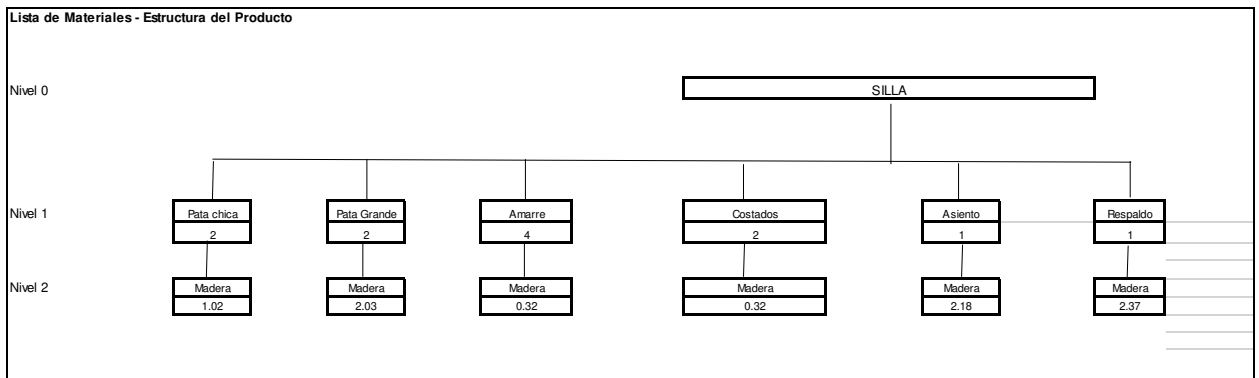 Lista de Materiales - Estructura del Producto
Nivel 0
SILLA
Nivel 1
Pata chica
Pata Grande
Amarre
Costados
Asiento
Respaldo
2
2
4
2
1
1
Nivel 2
Madera
Madera
Madera
Madera
Madera
Madera
1.02
2.03
0.32
0.32
2.18
2.37